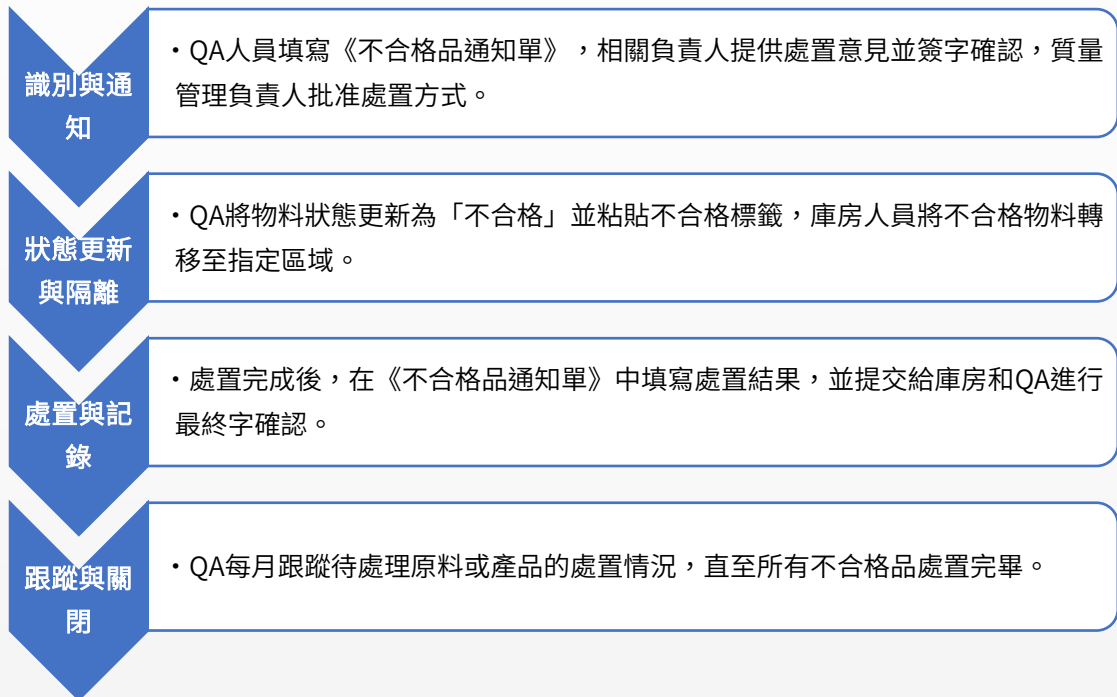 識別與通
知
・QA人員填寫《不合格品通知單》，相關負責人提供處置意見並簽字確認，質量
管理負責人批准處置方式。
狀態更新
與隔離
・QA將物料狀態更新為「不合格」並粘貼不合格標籤，庫房人員將不合格物料轉
移至指定區域。
處置與記
錄
・處置完成後，在《不合格品通知單》中填寫處置結果，並提交給庫房和QA進行
最終字確認。
跟蹤與關
閉
・QA每月跟蹤待處理原料或產品的處置情況，直至所有不合格品處置完畢。